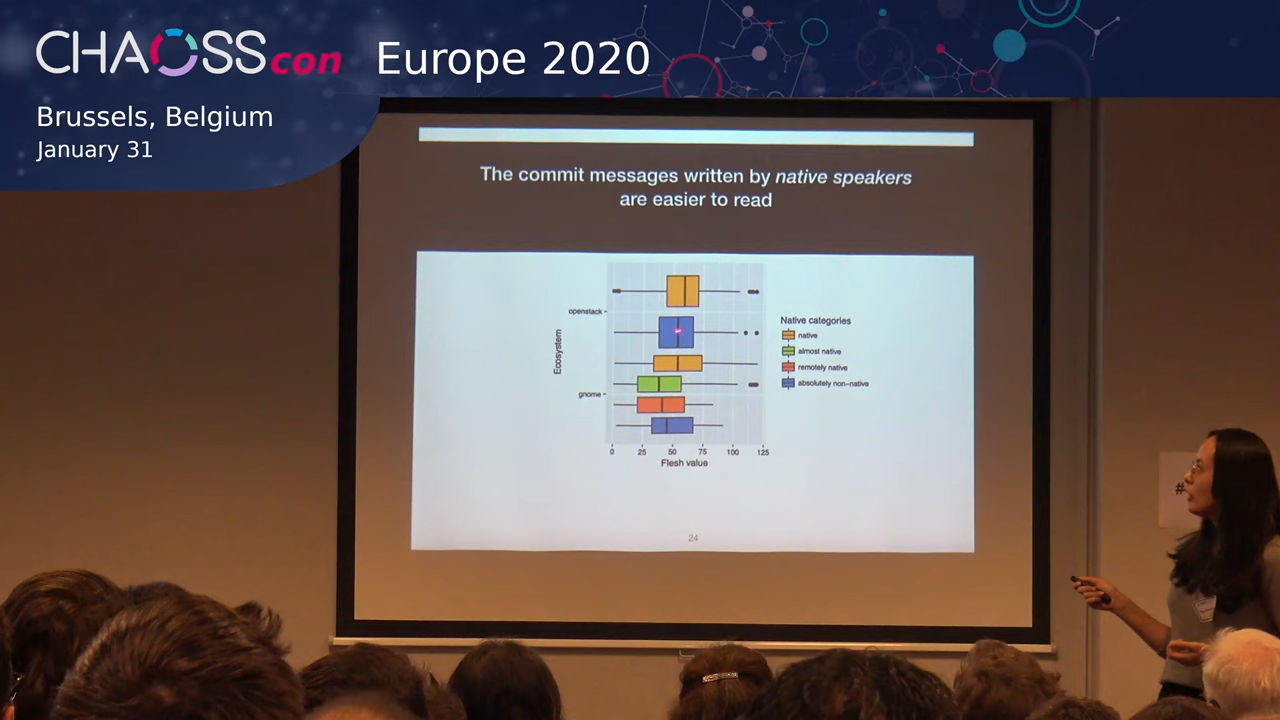 CHAOSScon Europe 2020
Brussels, Belgium
January 31
The commit messages written by native speakers
are easier to read
openstack
gnome
Ecosystem
0 25 50 75 100 125
Flesh value
Native categories
native
almost native
remotely native
absolutely non-native
24
#